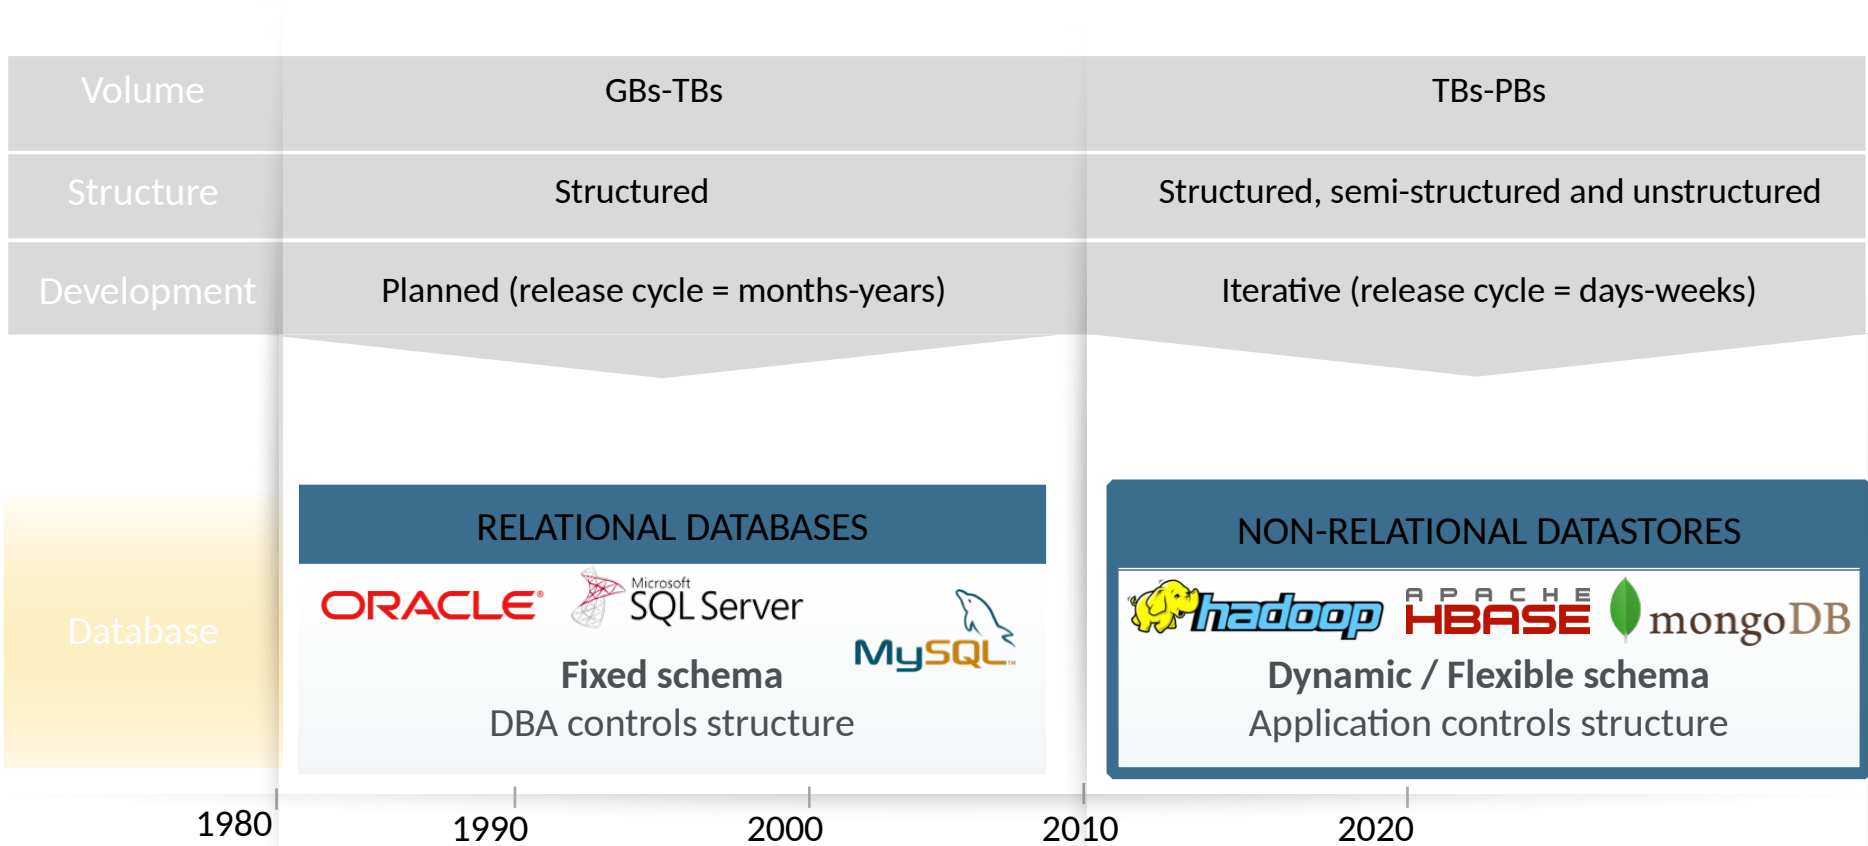 Volume GBs-TBs TBs-PBs
Structure Structured Structured, semi-structured and unstructured
Development Planned (release cycle = months-years) Iterative (release cycle = days-weeks)
RELATIONAL DATABASES NON-RELATIONAL DATASTORES
ORACLE® Microsoft SQL Server MySQL™
hadoop APACHE HBASE mongoDB
Database
Fixed schema
DBA controls structure
Dynamic / Flexible schema
Application controls structure
1980 1990 2000 2010 2020